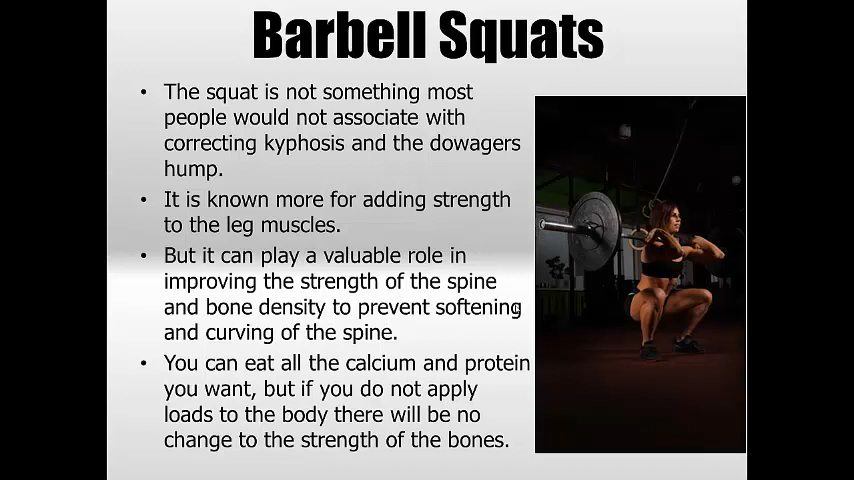 Barbell Squats
• The squat is not something most
people would not associate with
correcting kyphosis and the dowagers
hump.
• It is known more for adding strength
to the leg muscles.
• But it can play a valuable role in
improving the strength of the spine
and bone density to prevent softening
and curving of the spine.
• You can eat all the calcium and protein
you want, but if you do not apply
loads to the body there will be no
change to the strength of the bones.